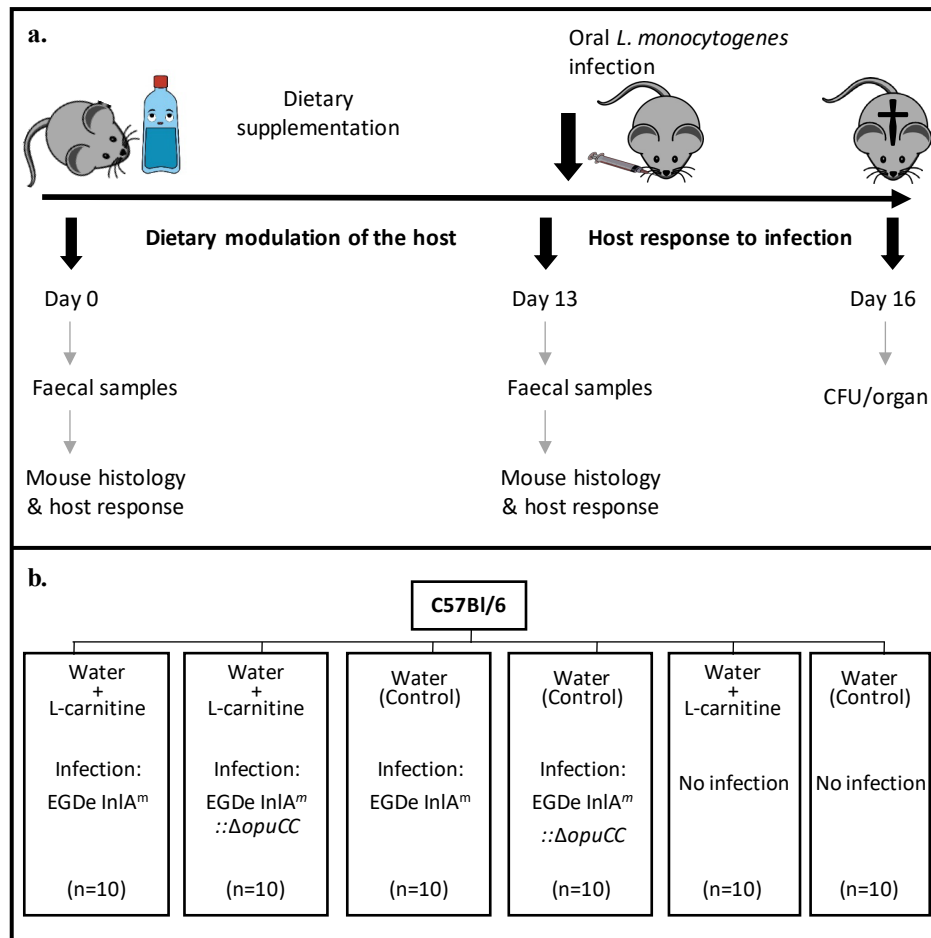 a.
Oral L. monocytogenes
infection
Dietary
supplementation
Dietary modulation of the host
Host response to infection
Day 0
Day 13
Day 16
Faecal samples
Faecal samples
CFU/organ
Mouse histology
& host response
Mouse histology
& host response
b.
C57Bl/6
Water
+
L-carnitine
Infection:
EGDe InlAᵐ
(n=10)
Water
+
L-carnitine
Infection:
EGDe InlAᵐ
::ΔopuCC
(n=10)
Water
(Control)
Infection:
EGDe InlAᵐ
(n=10)
Water
(Control)
Infection:
EGDe InlAᵐ
::ΔopuCC
(n=10)
Water
+
L-carnitine
No infection
(n=10)
Water
(Control)
No infection
(n=10)